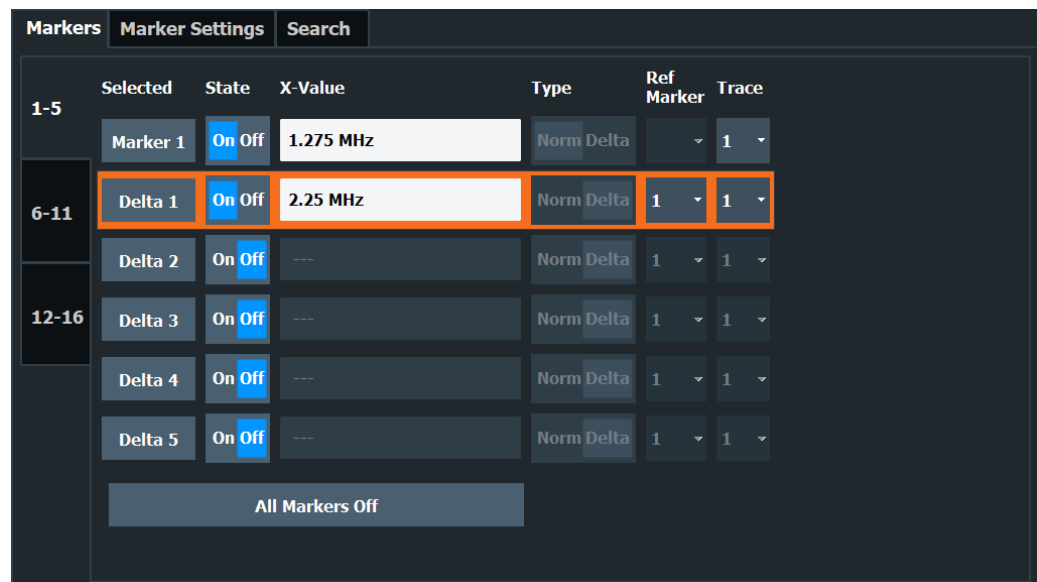 Markers Marker Settings Search
Selected State X-Value Type Ref Marker Trace
1-5
Marker 1 On Off 1.275 MHz Norm Delta 1
Delta 1 On Off 2.25 MHz Norm Delta 1 1
6-11
Delta 2 On Off --- Norm Delta 1 1
12-16
Delta 3 On Off --- Norm Delta 1 1
Delta 4 On Off --- Norm Delta 1 1
Delta 5 On Off --- Norm Delta 1 1
All Markers Off